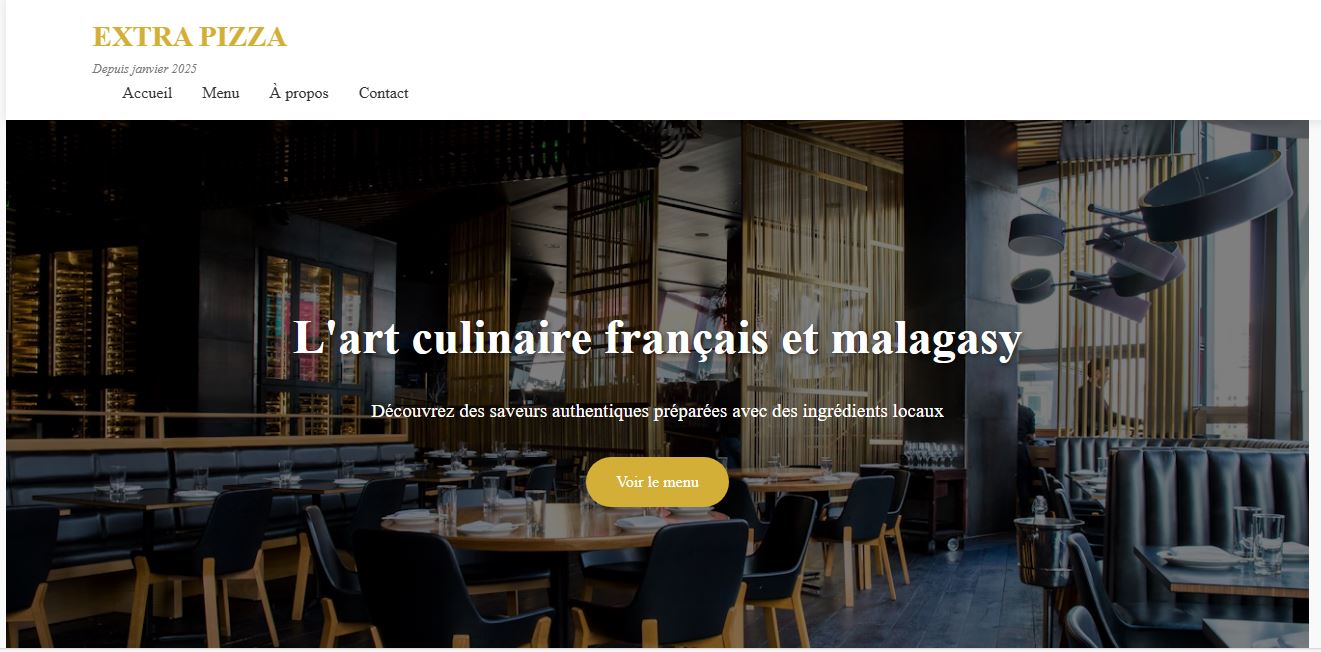 EXTRA PIZZA
Depuis janvier 2025
Accueil Menu À propos Contact
L'art culinaire français et malagasy
Découvrez des saveurs authentiques préparées avec des ingrédients locaux
Voir le menu